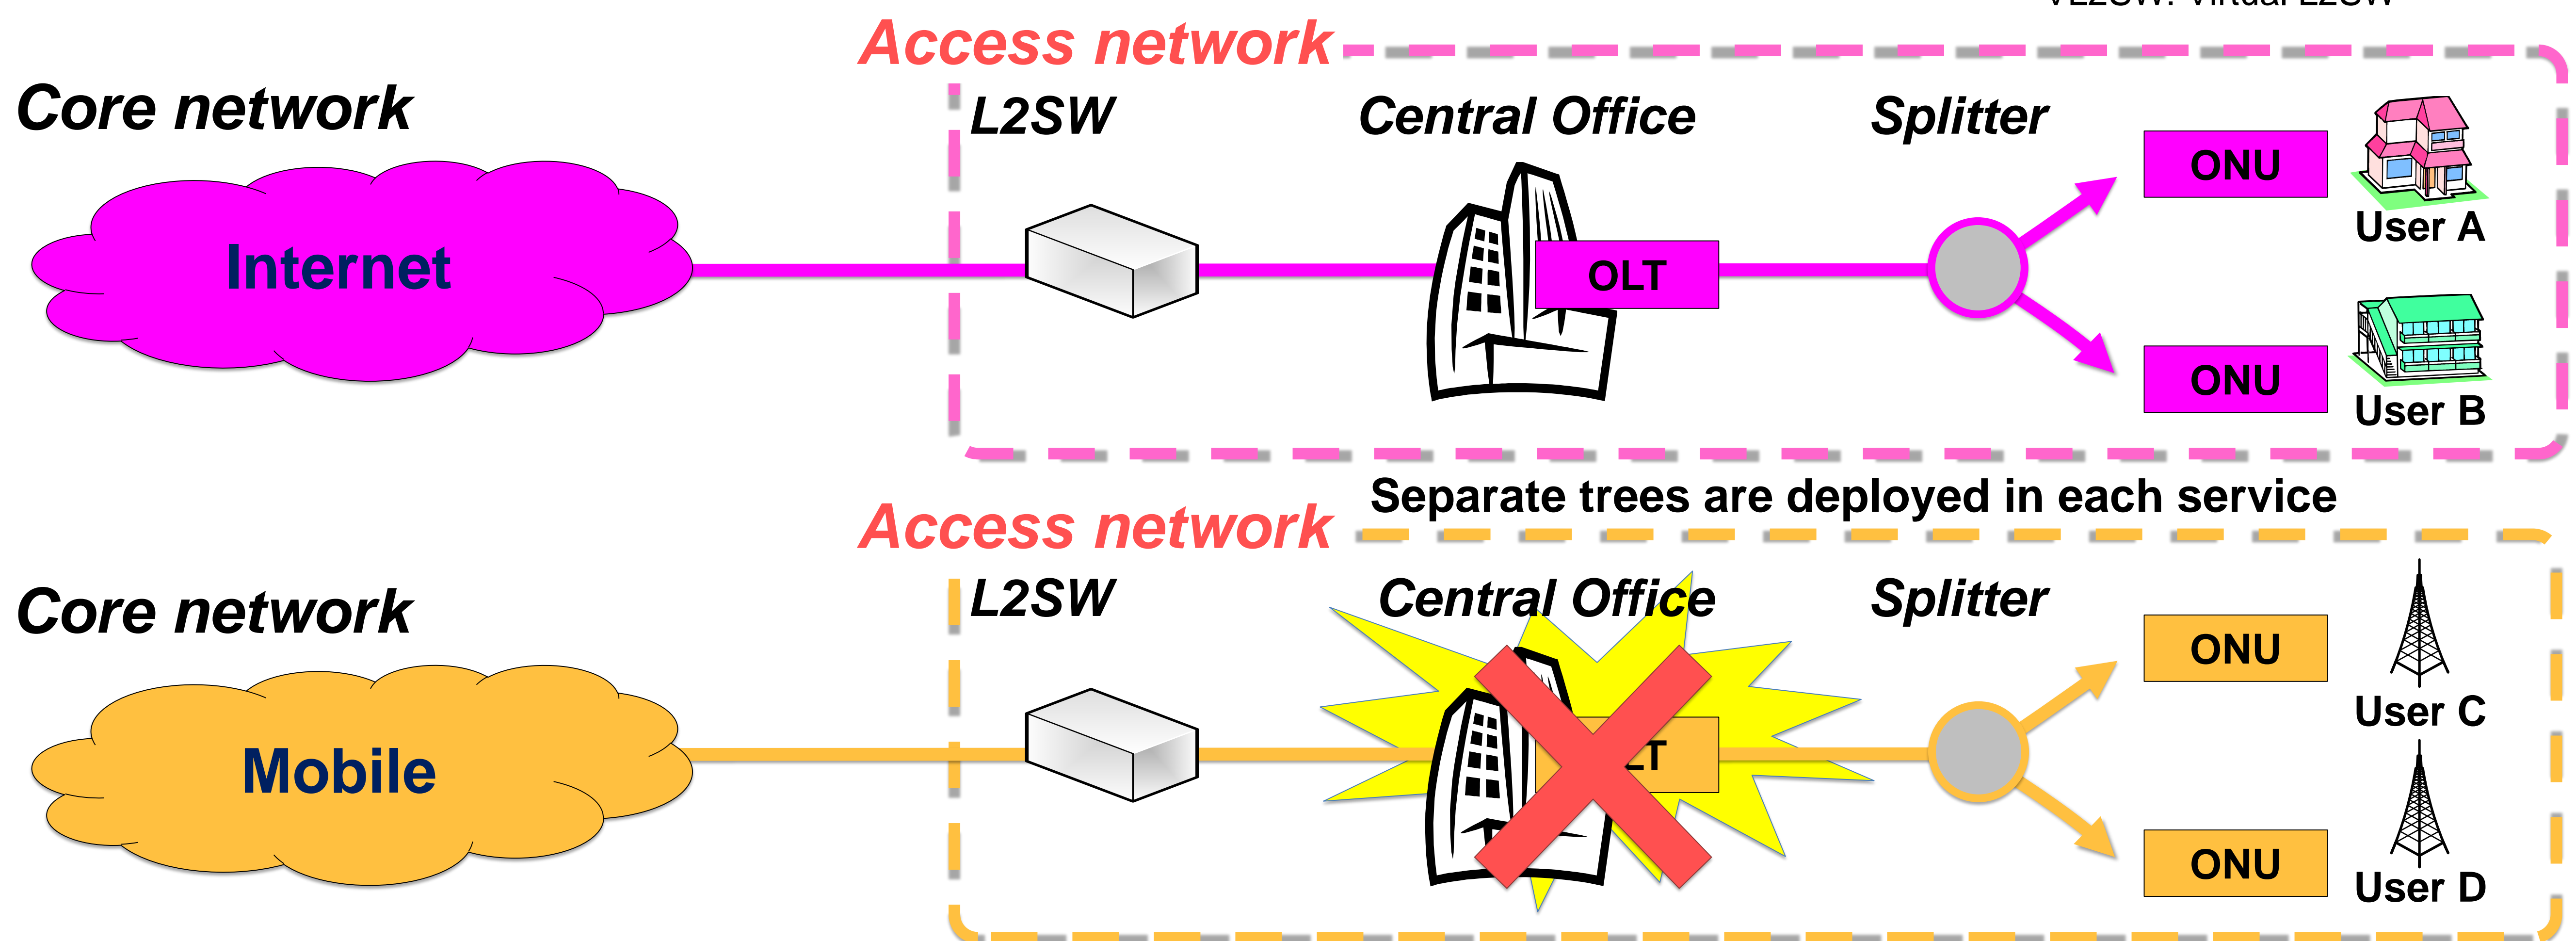 Access network
Core network
L2SW
Central Office
Splitter
ONU
User A
Internet
OLT
ONU
User B
Separate trees are deployed in each service
Access network
Core network
L2SW
Central Office
Splitter
ONU
User C
Mobile
LT
ONU
User D